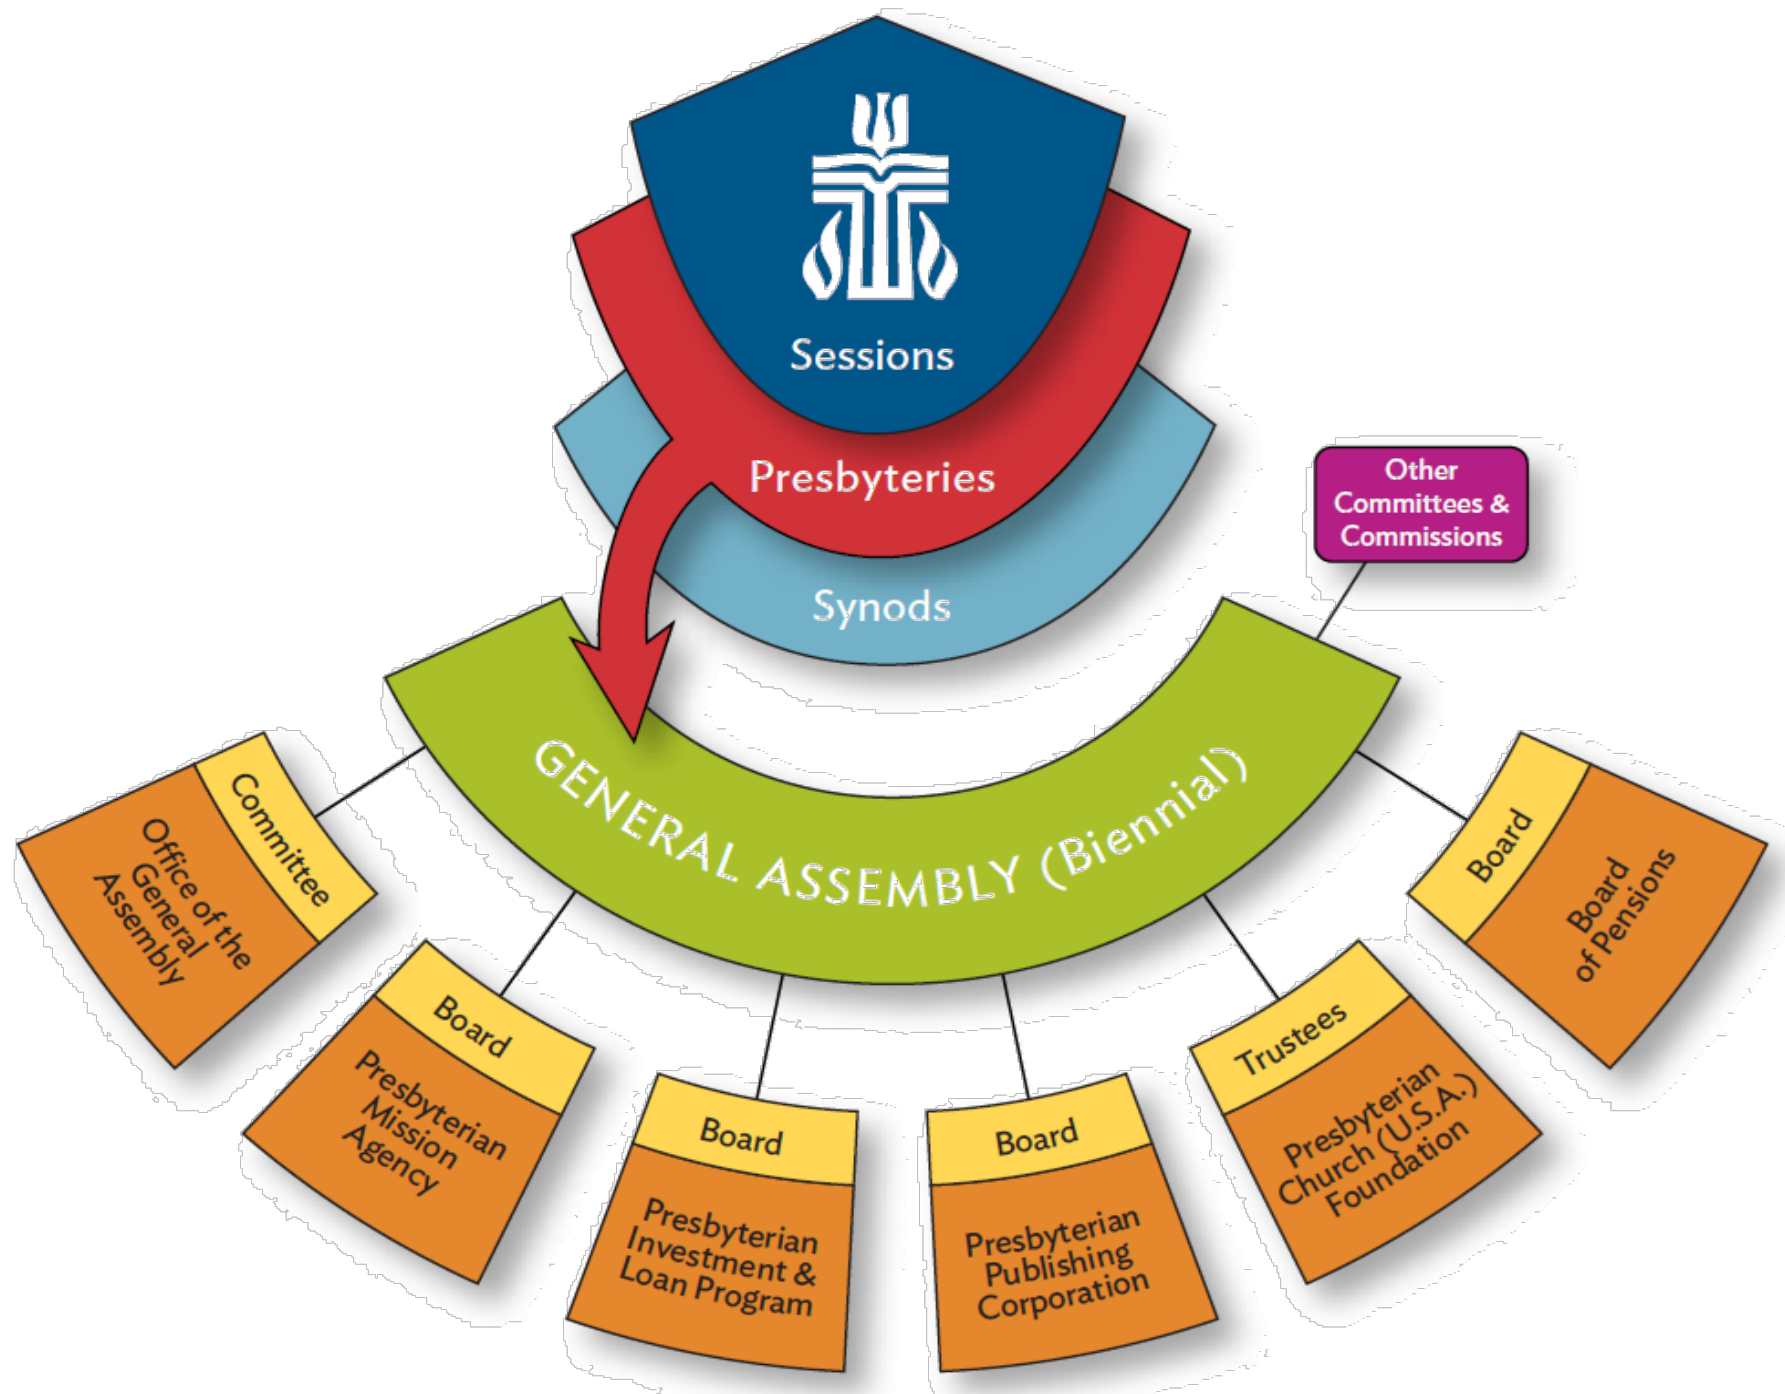 Sessions
Presbyteries
Synods
Other
Committees &
Commissions
GENERAL ASSEMBLY (Biennial)
Committee
Office of the
General
Assembly
Board
Presbyterian
Mission
Agency
Board
Presbyterian
Investment &
Loan Program
Board
Presbyterian
Publishing
Corporation
Trustees
Presbyterian
Church (U.S.A.)
Foundation
Board
Board
of Pensions